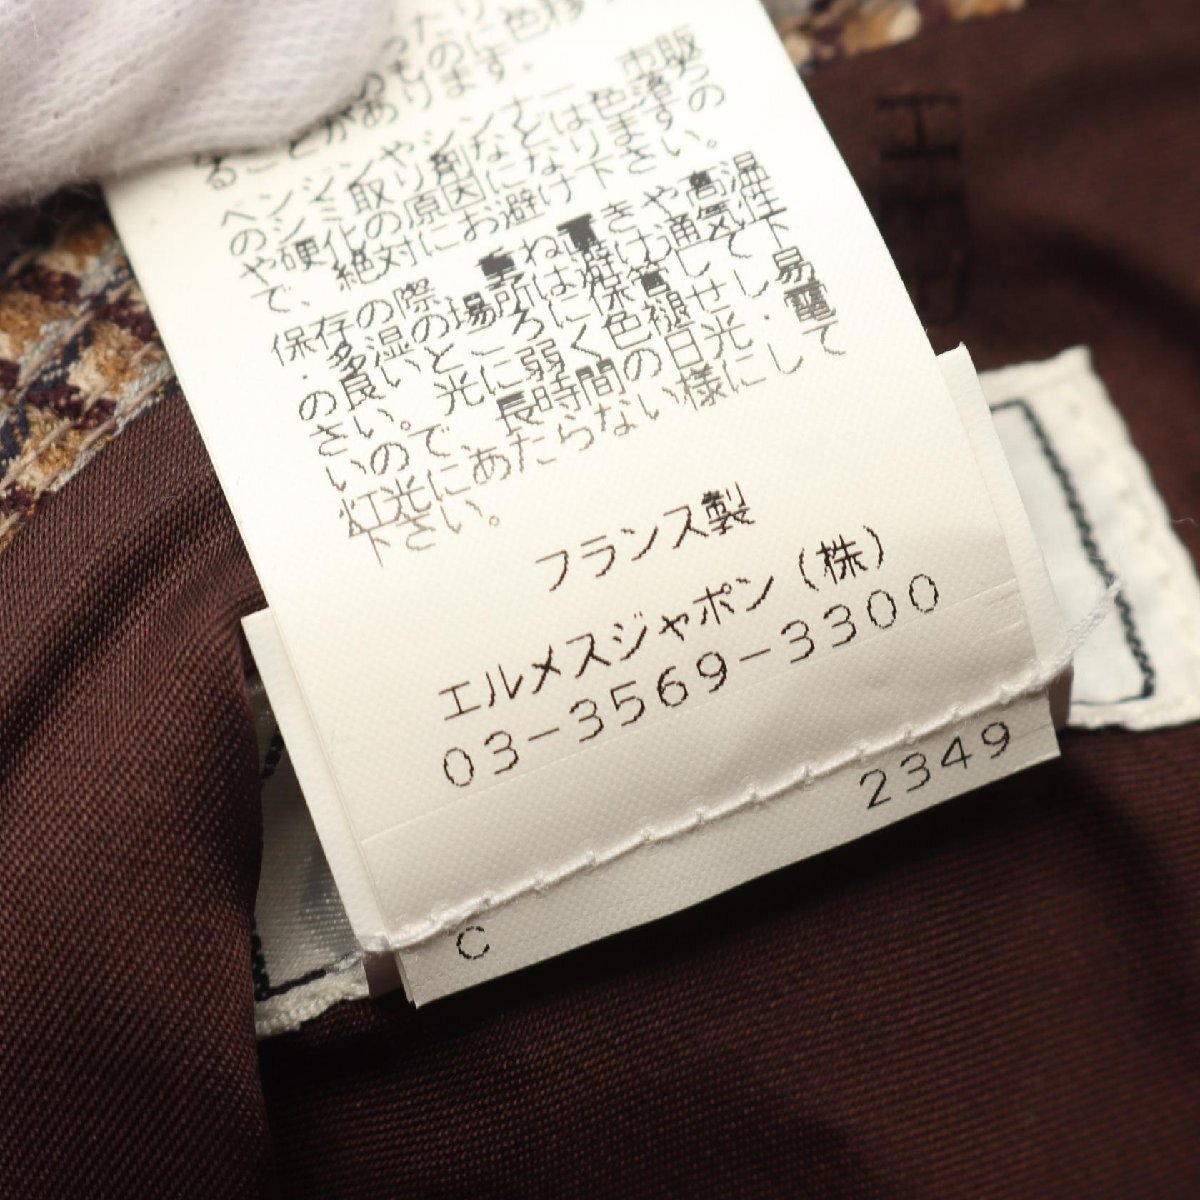 ることがあります。
ベンジンやシンナー 市販
のシミ取り剤などは色落つ
や硬化の原因になりますの
で、絶対にお避け下さい。
保存の際 重ねおきや高温
・多湿の場所は避け通気性
の良いところに保管して下
さい。光に弱く色褪せし易
いので、長時間の日光・電
灯光にあたらない様にして
下さい。
フランス製
エルメスジャポン(株)
03-3569-3300
2349
C